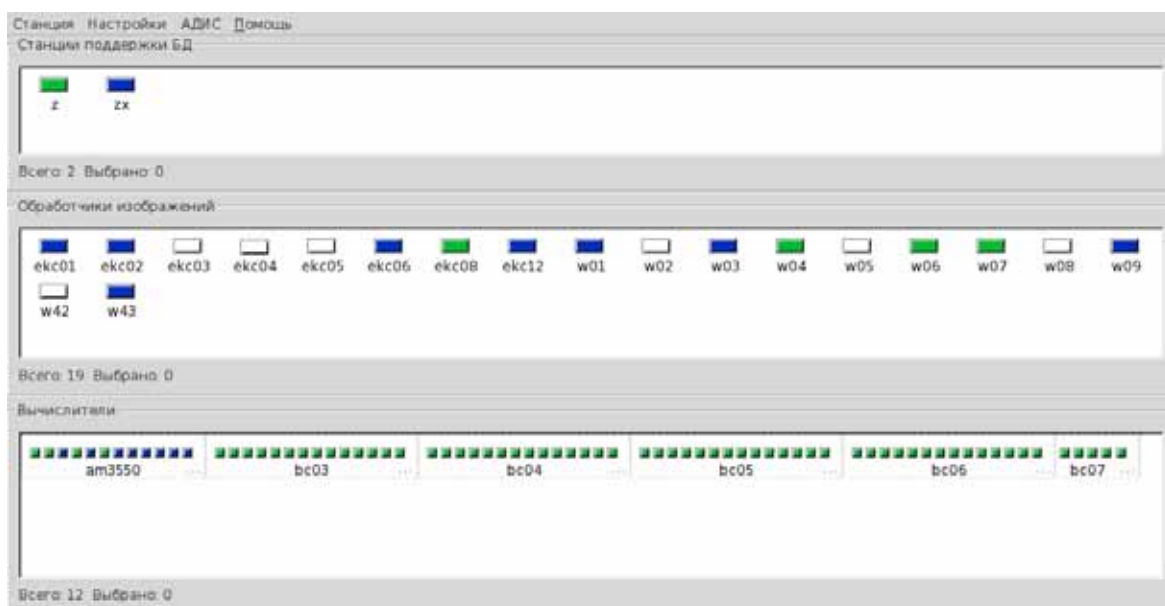 Станция Настройки АДИС Помощь
Станции поддержки БД
z zx
Всего: 2 Выбрано: 0
Обработчики изображений
ekc01 ekc02 ekc03 ekc04 ekc05 ekc06 ekc08 ekc12 w01 w02 w03 w04 w05 w06 w07 w08 w09
w42 w43
Всего: 19 Выбрано: 0
Вычислители
am3550 ... bc03 ... bc04 ... bc05 ... bc06 ... bc07 ...
Всего: 12 Выбрано: 0